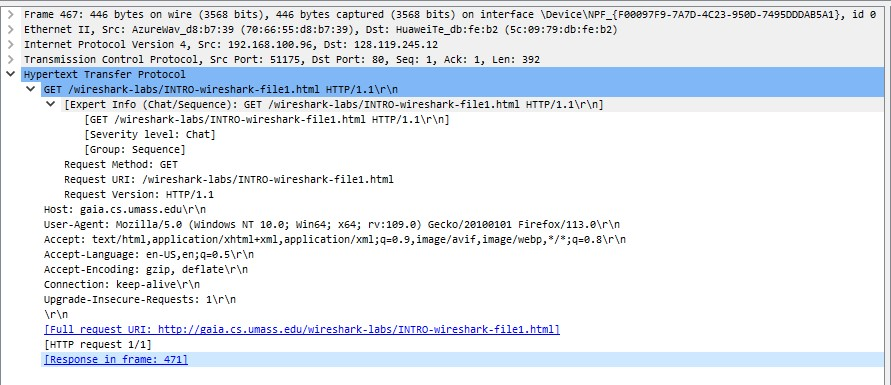 Frame 467: 446 bytes on wire (3568 bits), 446 bytes captured (3568 bits) on interface \Device\NPF_{F00097F9-7A7D-4C23-950D-7495DDDAB5A1}, id 0
Ethernet II, Src: AzureWav_d8:b7:39 (70:66:55:d8:b7:39), Dst: HuaweiTe_db:fe:b2 (5c:09:79:db:fe:b2)
Internet Protocol Version 4, Src: 192.168.100.96, Dst: 128.119.245.12
Transmission Control Protocol, Src Port: 51175, Dst Port: 80, Seq: 1, Ack: 1, Len: 392
Hypertext Transfer Protocol
GET /wireshark-labs/INTRO-wireshark-file1.html HTTP/1.1\r\n
[Expert Info (Chat/Sequence): GET /wireshark-labs/INTRO-wireshark-file1.html HTTP/1.1\r\n]
[GET /wireshark-labs/INTRO-wireshark-file1.html HTTP/1.1\r\n]
[Severity level: Chat]
[Group: Sequence]
Request Method: GET
Request URI: /wireshark-labs/INTRO-wireshark-file1.html
Request Version: HTTP/1.1
Host: gaia.cs.umass.edu\r\n
User-Agent: Mozilla/5.0 (Windows NT 10.0; Win64; x64; rv:109.0) Gecko/20100101 Firefox/113.0\r\n
Accept: text/html,application/xhtml+xml,application/xml;q=0.9,image/avif,image/webp,*/*;q=0.8\r\n
Accept-Language: en-US,en;q=0.5\r\n
Accept-Encoding: gzip, deflate\r\n
Connection: keep-alive\r\n
Upgrade-Insecure-Requests: 1\r\n
\r\n
[Full request URI: http://gaia.cs.umass.edu/wireshark-labs/INTRO-wireshark-file1.html]
[HTTP request 1/1]
[Response in frame: 471]